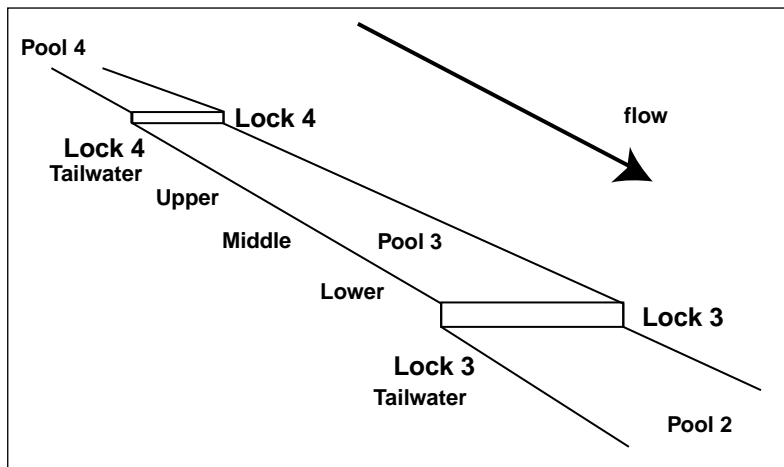 Pool 4
Lock 4
flow
Lock 4
Tailwater
Upper
Middle
Pool 3
Lower
Lock 3
Lock 3
Tailwater
Pool 2